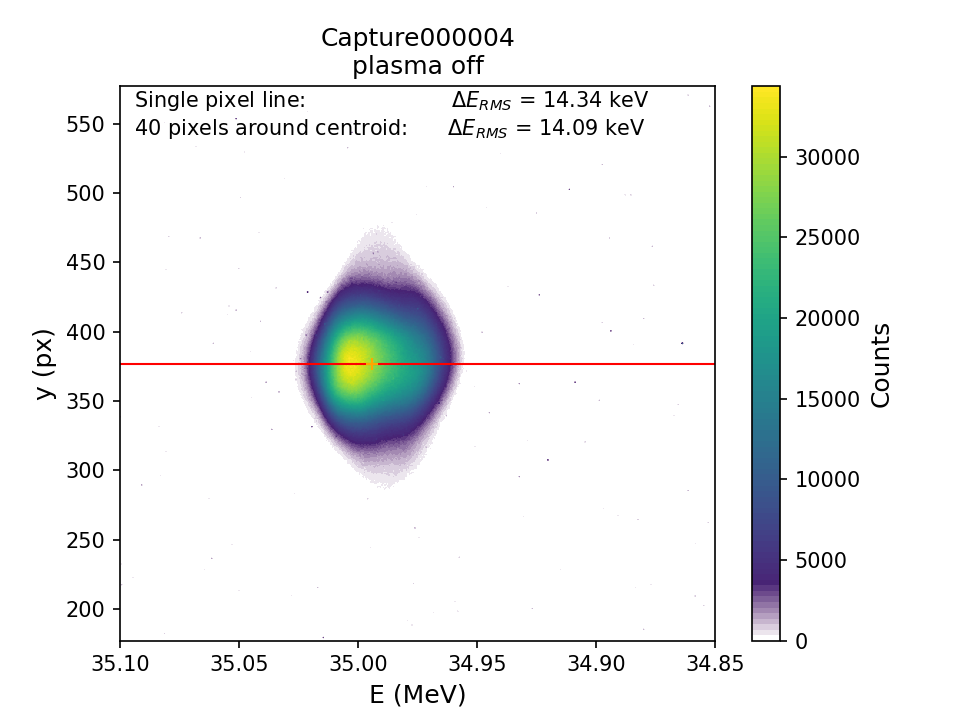 Capture000004
plasma off
Single pixel line: ΔE_RMS = 14.34 keV
40 pixels around centroid: ΔE_RMS = 14.09 keV
550
500
450
400
350
300
250
200
y (px)
35.10 35.05 35.00 34.95 34.90 34.85
E (MeV)
30000
25000
20000
15000
10000
5000
0
Counts